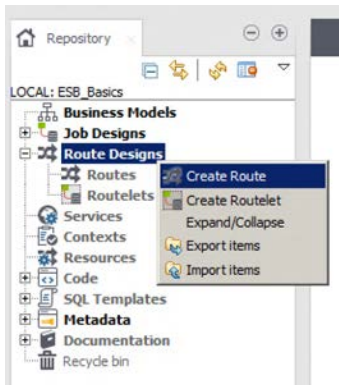 Repository
LOCAL: ESB_Basics
Business Models
Job Designs
Route Designs
Routes
Create Route
Routelets
Create Routelet
Services
Expand/Collapse
Contexts
Export items
Resources
Import items
Code
SQL Templates
Metadata
Documentation
Recycle bin